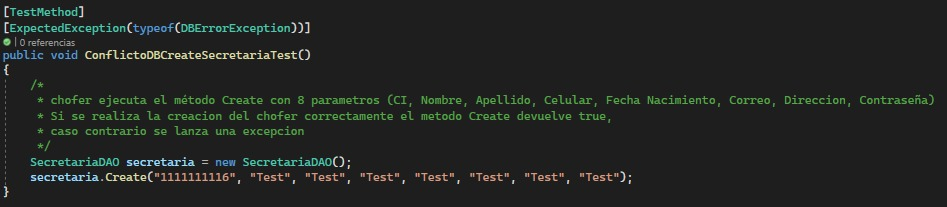 [TestMethod]
[ExpectedException(typeof(DBErrorException))]
| 0 referencias
public void ConflictoDBCreateSecretariaTest()
{
/*
* chofer ejecuta el método Create con 8 parametros (CI, Nombre, Apellido, Celular, Fecha Nacimiento, Correo, Direccion, Contraseña)
* Si se realiza la creacion del chofer correctamente el metodo Create devuelve true,
* caso contrario se lanza una excepcion
*/
SecretariaDAO secretaria = new SecretariaDAO();
secretaria.Create("1111111116", "Test", "Test", "Test", "Test", "Test", "Test", "Test");
}